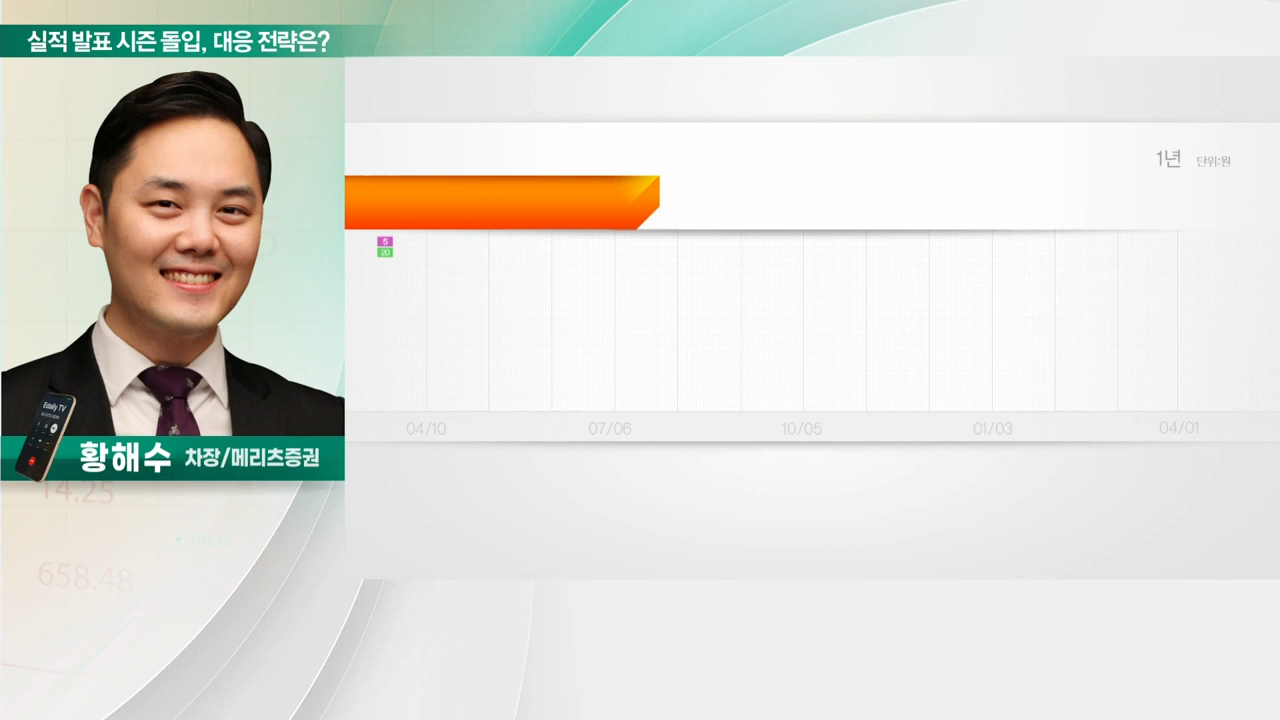 실적 발표 시즌 돌입, 대응 전략은?
1년 단위:원
5
20
04/10 07/06 10/05 01/03 04/01
Edaily TV
황해수 차장/메리츠증권
14.25
658.48